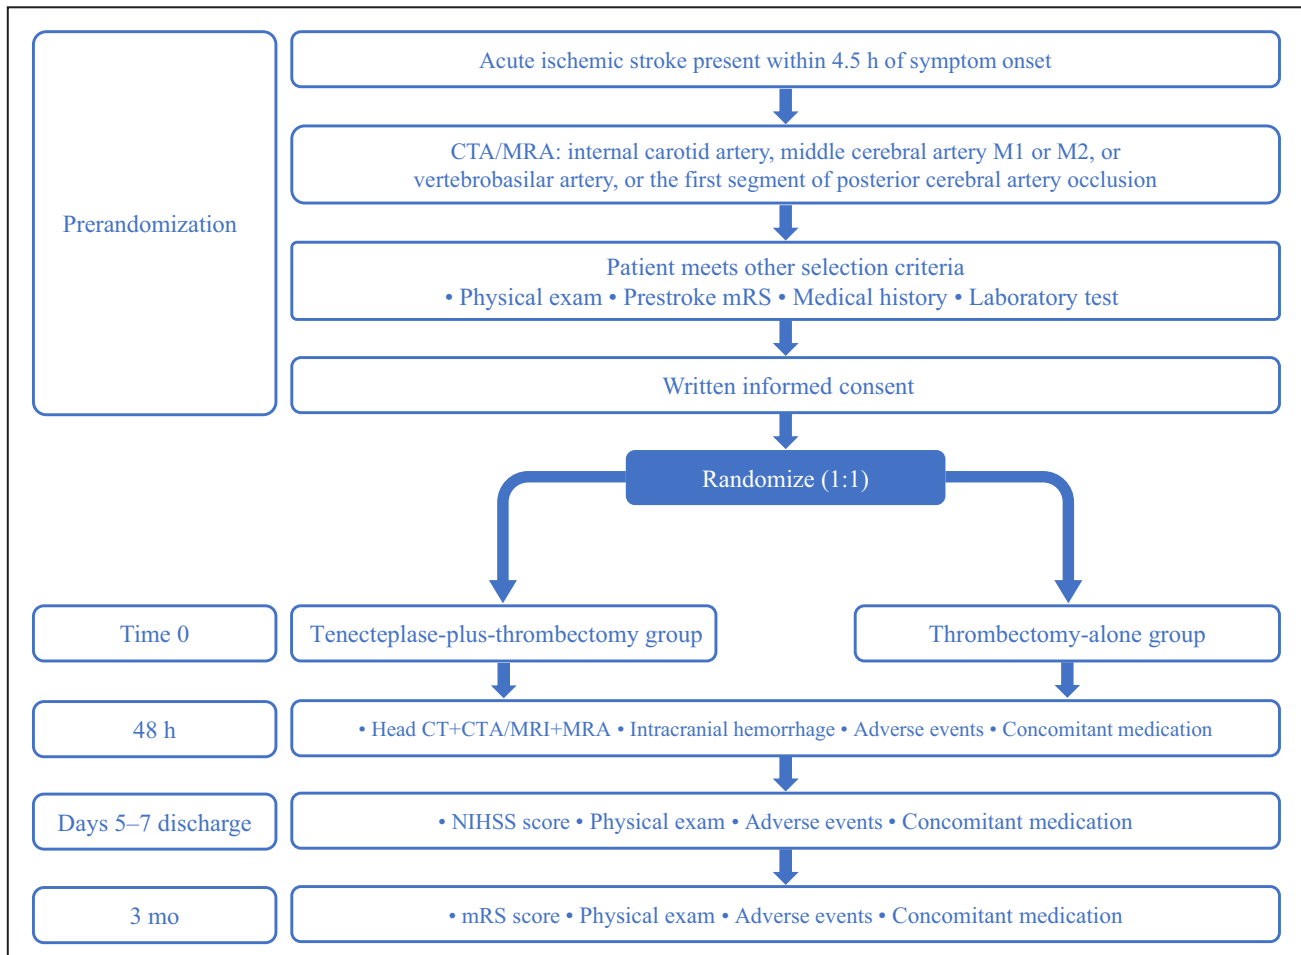 Prerandomization
Acute ischemic stroke present within 4.5 h of symptom onset
CTA/MRA: internal carotid artery, middle cerebral artery M1 or M2, or
vertebrobasilar artery, or the first segment of posterior cerebral artery occlusion
Patient meets other selection criteria
• Physical exam • Prestroke mRS • Medical history • Laboratory test
Written informed consent
Randomize (1:1)
Time 0
Tenecteplase-plus-thrombectomy group
Thrombectomy-alone group
48 h
• Head CT+CTA/MRI+MRA • Intracranial hemorrhage • Adverse events • Concomitant medication
Days 5–7 discharge
• NIHSS score • Physical exam • Adverse events • Concomitant medication
3 mo
• mRS score • Physical exam • Adverse events • Concomitant medication